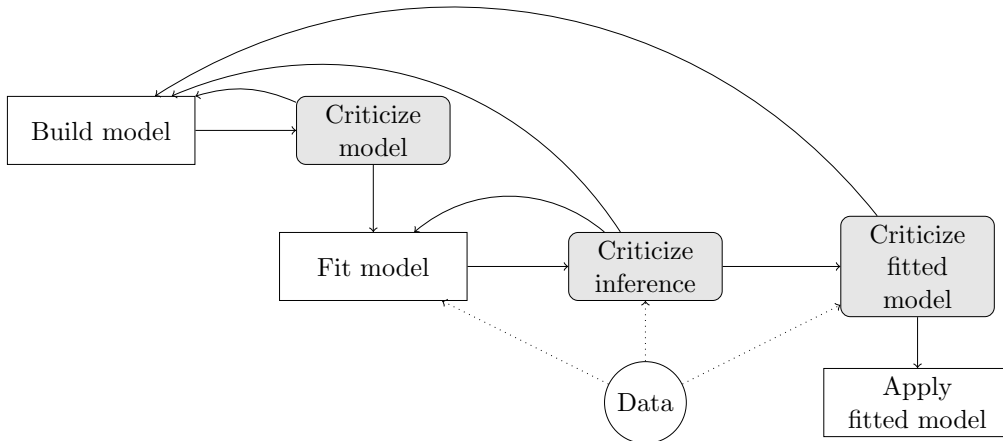 Build model
Criticize
model
Fit model
Criticize
inference
Criticize
fitted
model
Data
Apply
fitted model